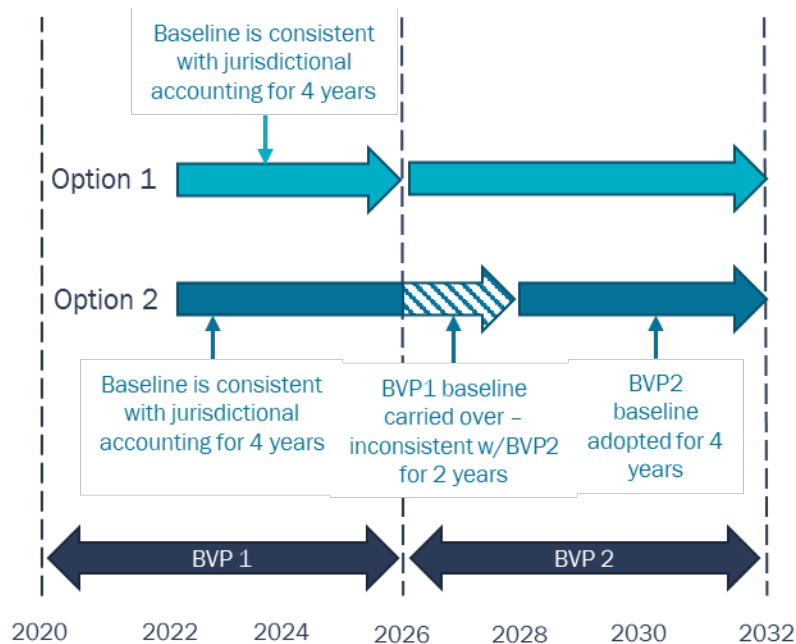 Baseline is consistent
with jurisdictional
accounting for 4 years
Option 1
Option 2
Baseline is consistent
with jurisdictional
accounting for 4 years
BVP1 baseline
carried over –
inconsistent w/BVP2
for 2 years
BVP2
baseline
adopted for 4
years
BVP 1
BVP 2
2020
2022
2024
2026
2028
2030
2032